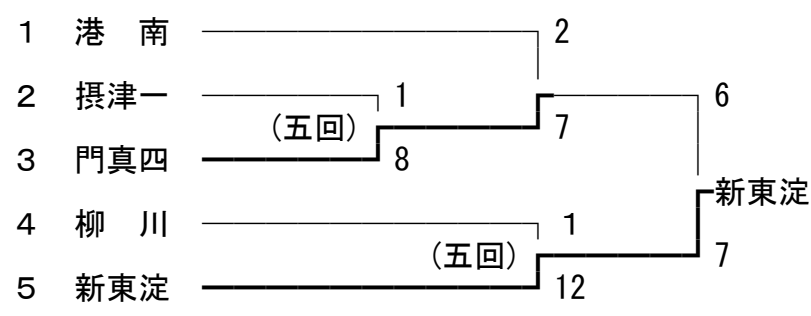 1 港 南 2
2 摂津一 1 6
(五回) 7
3 門真四 8
新東淀
4 柳 川 1
(五回) 7
5 新東淀 12